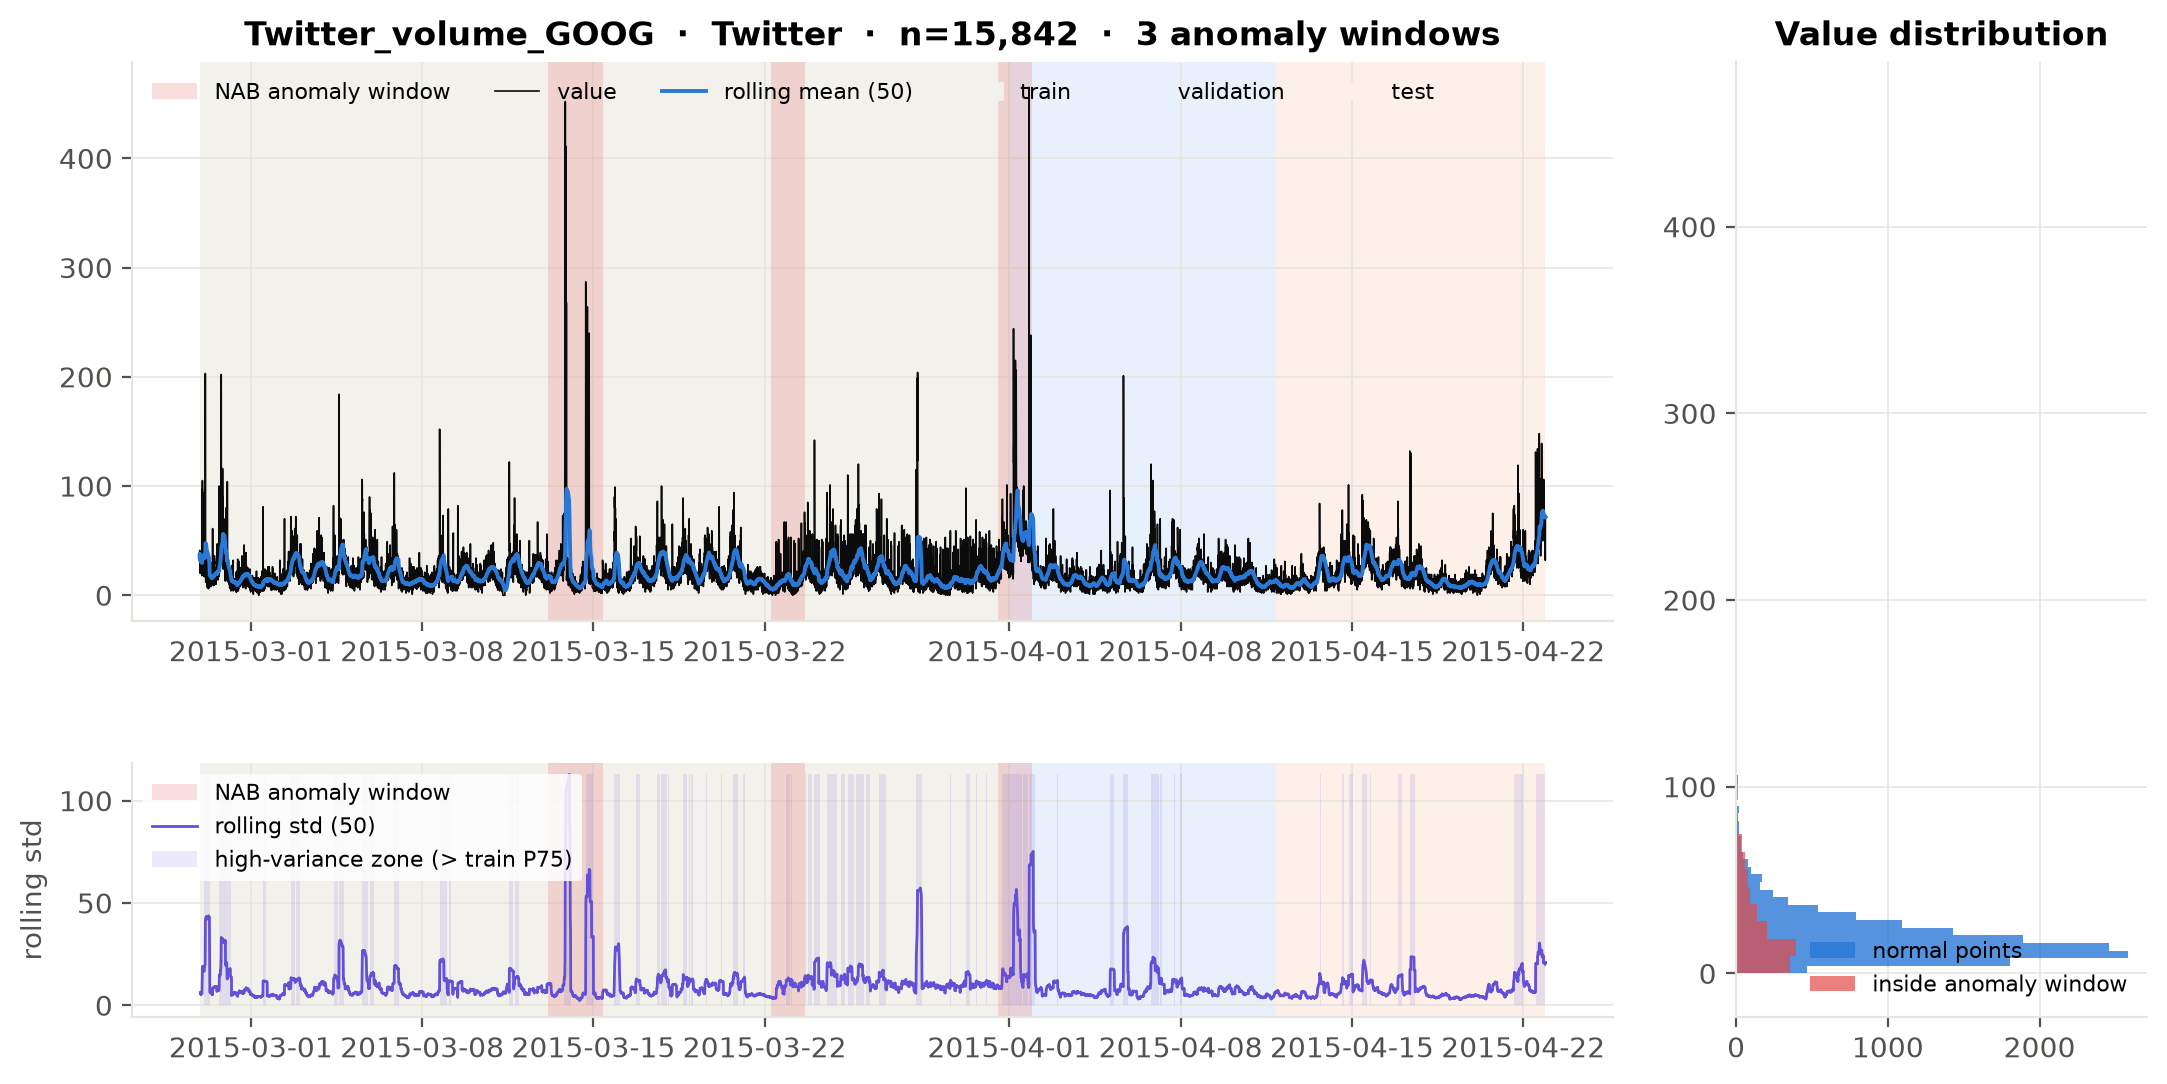 Twitter_volume_GOOG · Twitter · n=15,842 · 3 anomaly windows
NAB anomaly window
value
rolling mean (50)
train
validation
test
400
300
200
100
0
2015-03-01
2015-03-08
2015-03-15
2015-03-22
2015-04-01
2015-04-08
2015-04-15
2015-04-22
rolling std
100
50
0
NAB anomaly window
rolling std (50)
high-variance zone (> train P75)
2015-03-01
2015-03-08
2015-03-15
2015-03-22
2015-04-01
2015-04-08
2015-04-15
2015-04-22
Value distribution
400
300
200
100
0
normal points
inside anomaly window
0
1000
2000